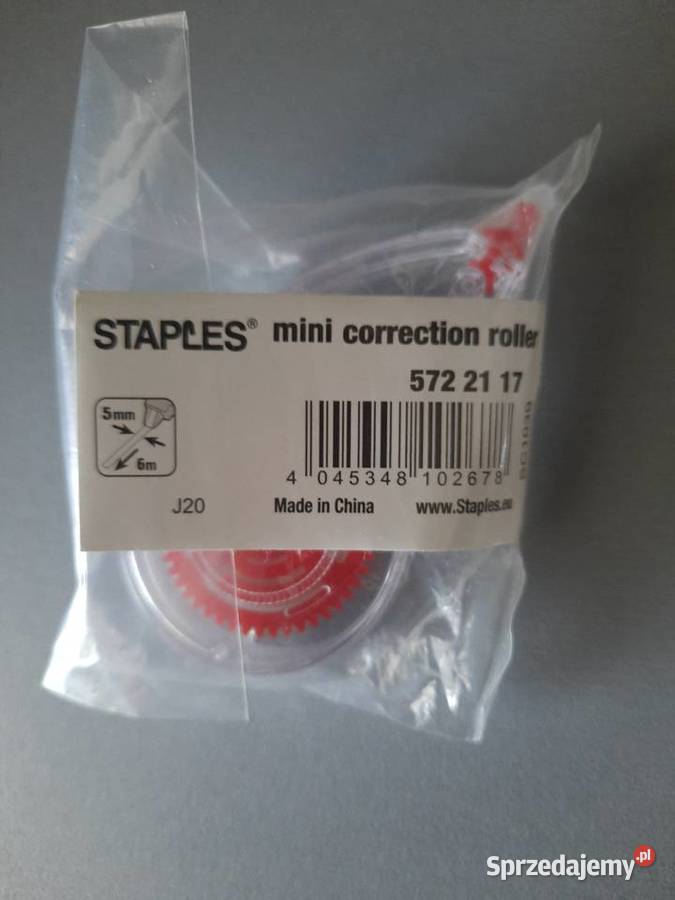 STAPLES® mini correction roller
572 21 17
5mm
6m
4 045348 102678
J20
Made in China
www.Staples.eu
Sprzedajemy.pl